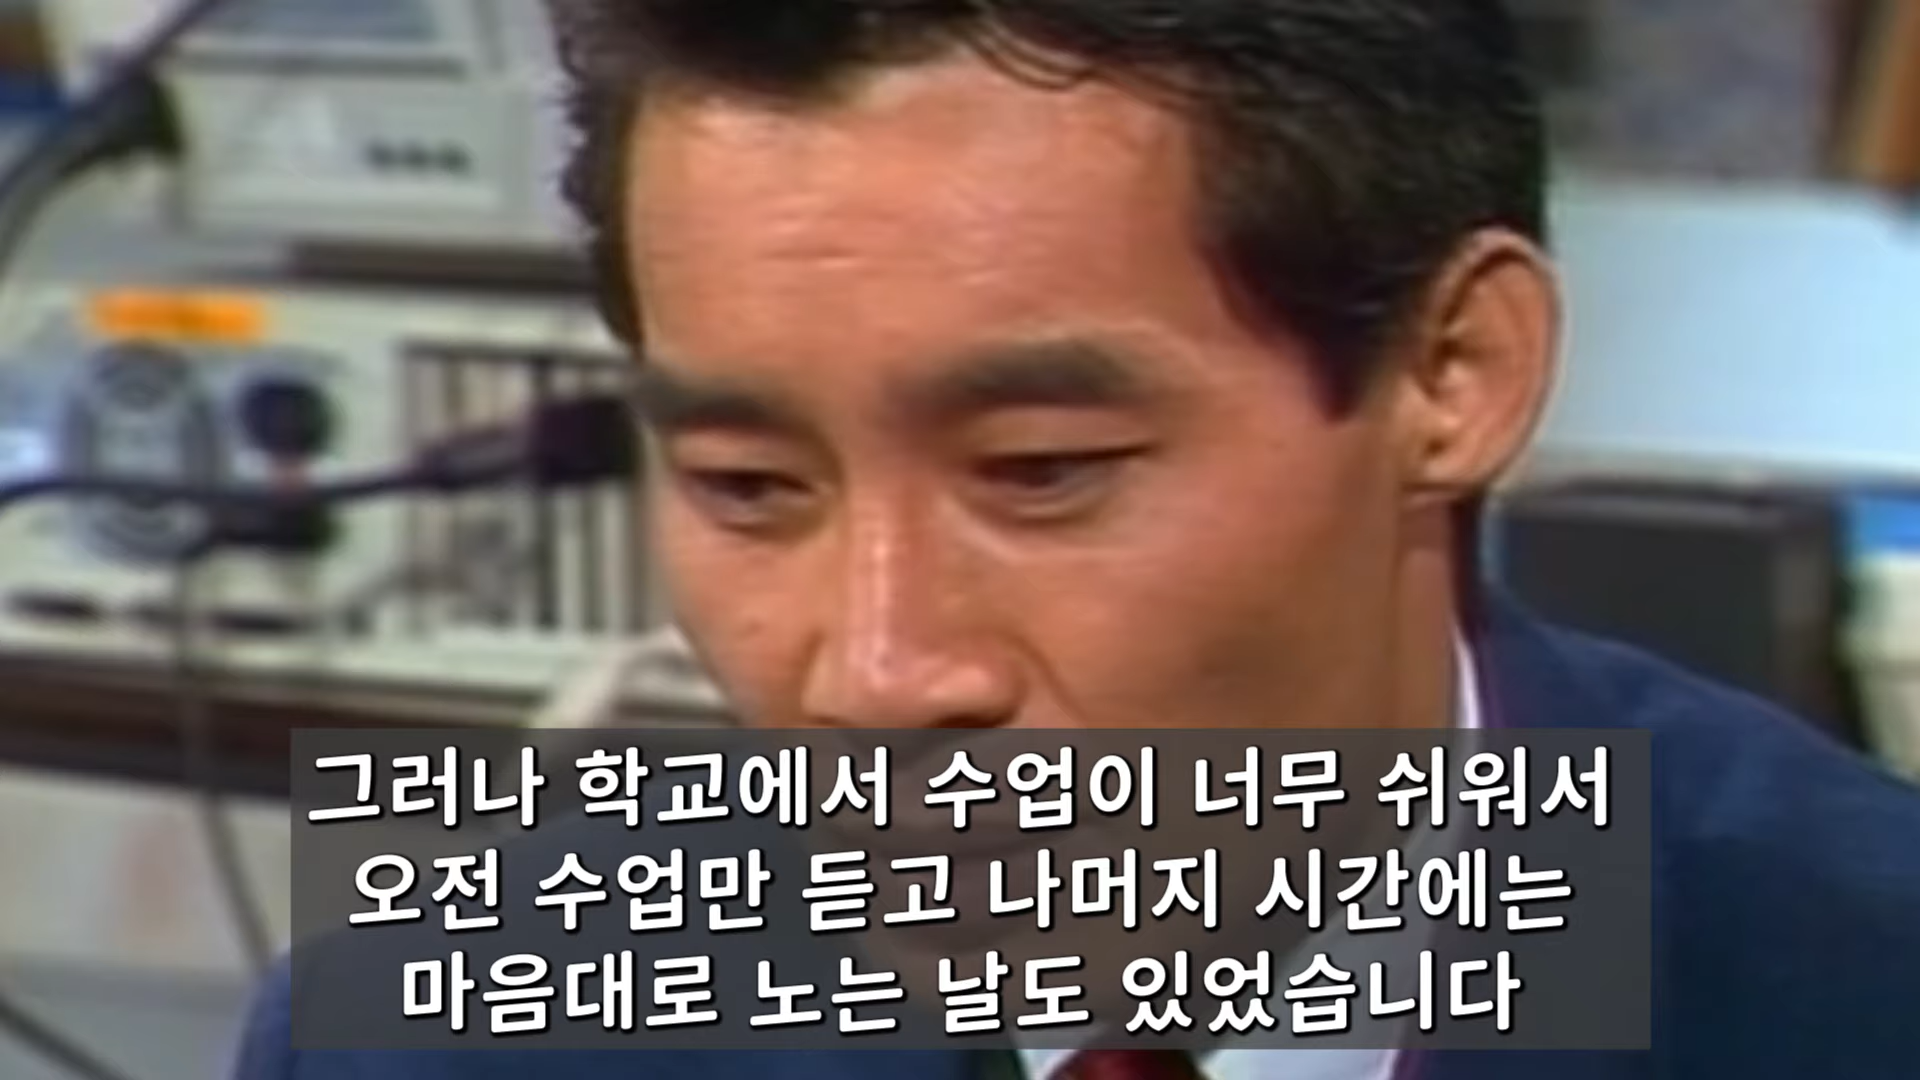 그러나 학교에서 수업이 너무 쉬워서
오전 수업만 듣고 나머지 시간에는
마음대로 노는 날도 있었습니다